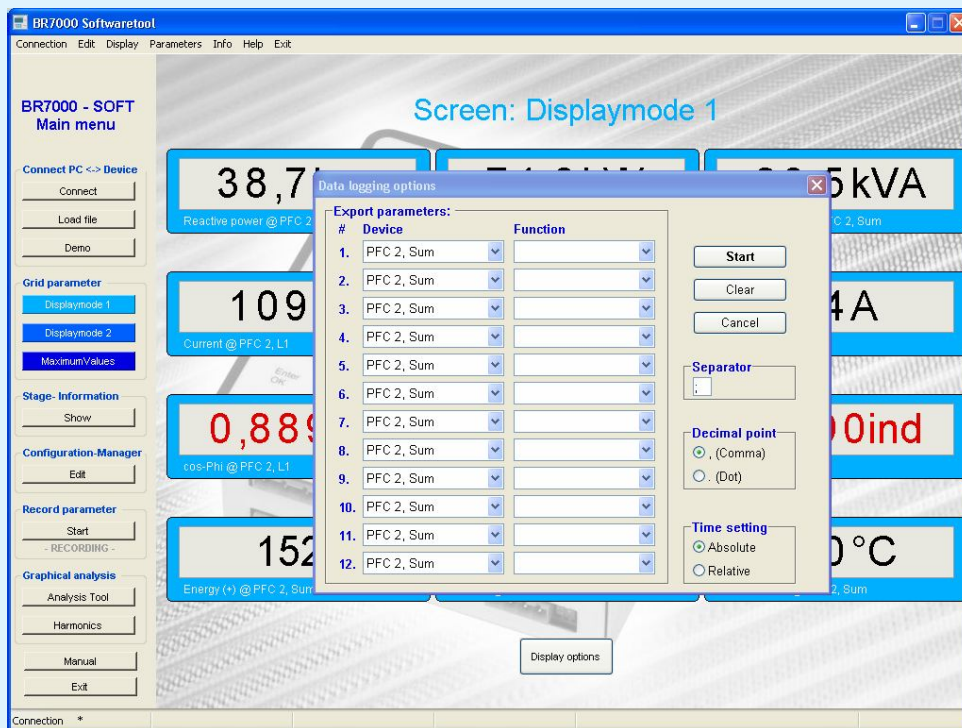 BR7000 Softwaretool
Connection Edit Display Parameters Info Help Exit
BR7000 - SOFT
Main menu
Connect PC <-> Device
Connect
Load file
Demo
Grid parameter
Displaymode 1
Displaymode 2
MaximumValues
Stage- Information
Show
Configuration-Manager
Edit
Record parameter
Start
- RECORDING -
Graphical analysis
Analysis Tool
Harmonics
Manual
Exit
Connection *
Screen: Displaymode 1
38,7
5kVA
Reactive power @ PFC 2
C 2, Sum
109
4A
Current @ PFC 2, L1
Enter
OK
0,889
0ind
cos-Phi @ PFC 2, L1
152
0°C
Energy (+) @ PFC 2, Sum
2, Sum
Display options
Data logging options
Export parameters:
# Device Function
1. PFC 2, Sum
2. PFC 2, Sum
3. PFC 2, Sum
4. PFC 2, Sum
5. PFC 2, Sum
6. PFC 2, Sum
7. PFC 2, Sum
8. PFC 2, Sum
9. PFC 2, Sum
10. PFC 2, Sum
11. PFC 2, Sum
12. PFC 2, Sum
Start
Clear
Cancel
Separator
;
Decimal point
, (Comma)
. (Dot)
Time setting
Absolute
Relative